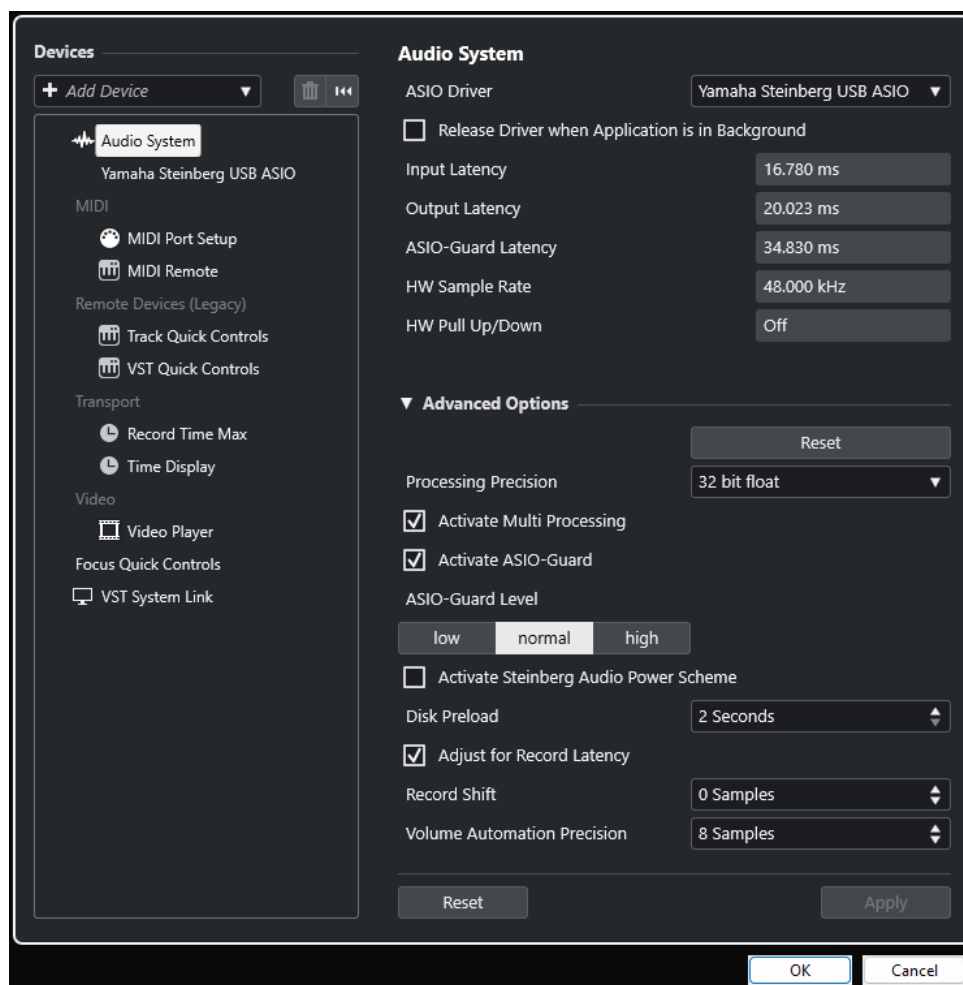 Devices
Add Device
Audio System
Yamaha Steinberg USB ASIO
MIDI
MIDI Port Setup
MIDI Remote
Remote Devices (Legacy)
Track Quick Controls
VST Quick Controls
Transport
Record Time Max
Time Display
Video
Video Player
Focus Quick Controls
VST System Link
Audio System
ASIO Driver Yamaha Steinberg USB ASIO
Release Driver when Application is in Background
Input Latency 16.780 ms
Output Latency 20.023 ms
ASIO-Guard Latency 34.830 ms
HW Sample Rate 48.000 kHz
HW Pull Up/Down Off
Advanced Options
Reset
Processing Precision 32 bit float
Activate Multi Processing
Activate ASIO-Guard
ASIO-Guard Level
low normal high
Activate Steinberg Audio Power Scheme
Disk Preload 2 Seconds
Adjust for Record Latency
Record Shift 0 Samples
Volume Automation Precision 8 Samples
Reset Apply
OK Cancel